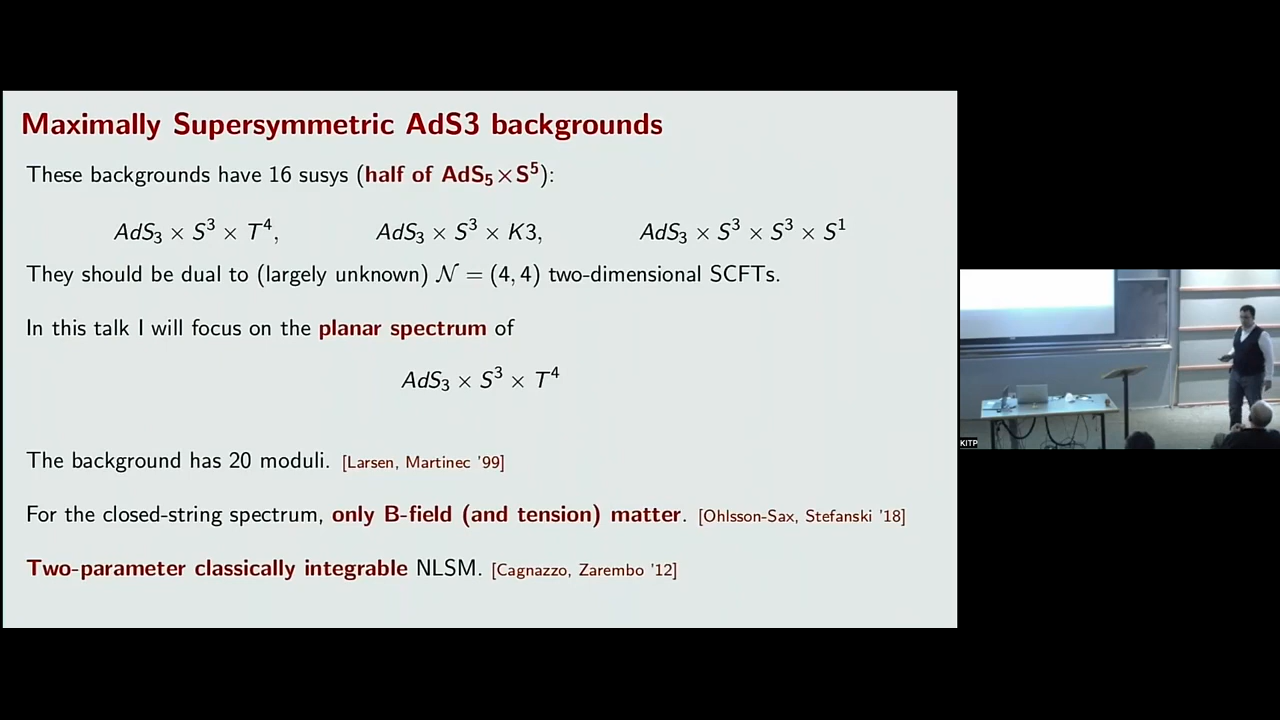 Maximally Supersymmetric AdS3 backgrounds
These backgrounds have 16 susys (half of AdS₅×S⁵):
AdS₃ × S³ × T⁴, AdS₃ × S³ × K3, AdS₃ × S³ × S³ × S¹
They should be dual to (largely unknown) 𝒩 = (4, 4) two-dimensional SCFTs.
In this talk I will focus on the planar spectrum of
AdS₃ × S³ × T⁴
The background has 20 moduli. [Larsen, Martinec '99]
For the closed-string spectrum, only B-field (and tension) matter. [Ohlsson-Sax, Stefanski '18]
Two-parameter classically integrable NLSM. [Cagnazzo, Zarembo '12]
KITP